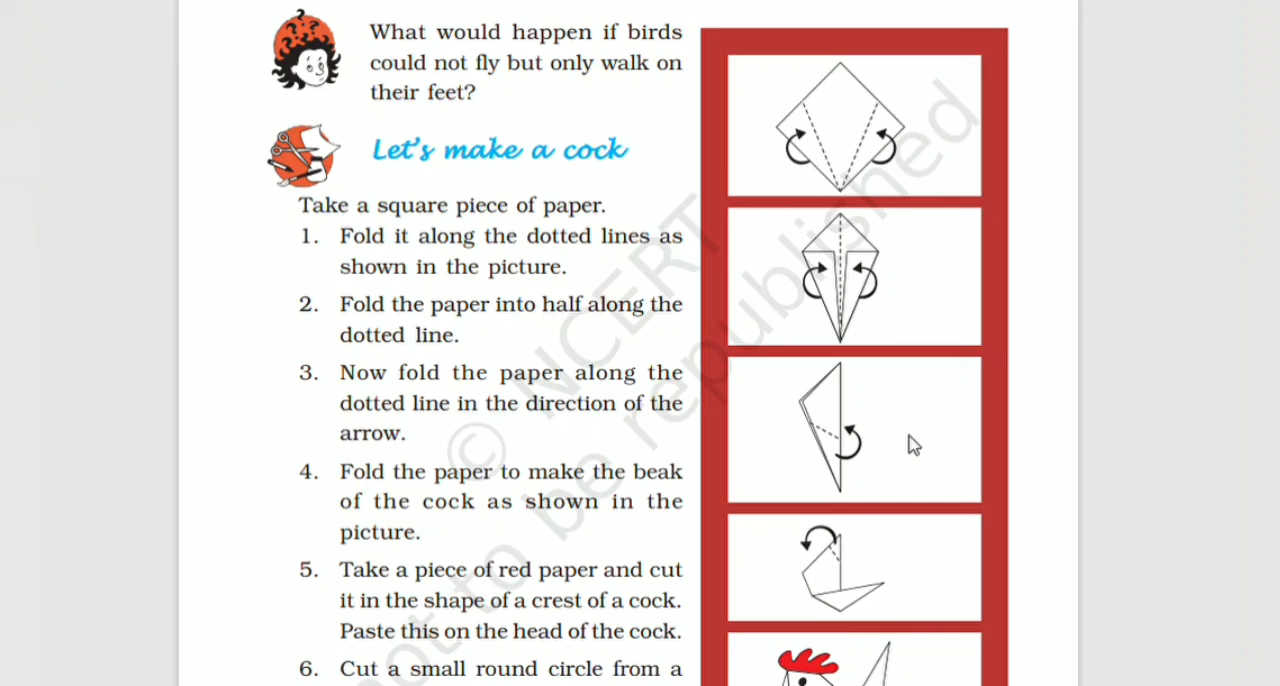 What would happen if birds
could not fly but only walk on
their feet?
Let's make a cock
Take a square piece of paper.
1. Fold it along the dotted lines as
shown in the picture.
2. Fold the paper into half along the
dotted line.
3. Now fold the paper along the
dotted line in the direction of the
arrow.
4. Fold the paper to make the beak
of the cock as shown in the
picture.
5. Take a piece of red paper and cut
it in the shape of a crest of a cock.
Paste this on the head of the cock.
6. Cut a small round circle from a
© NCERT
not to be republished